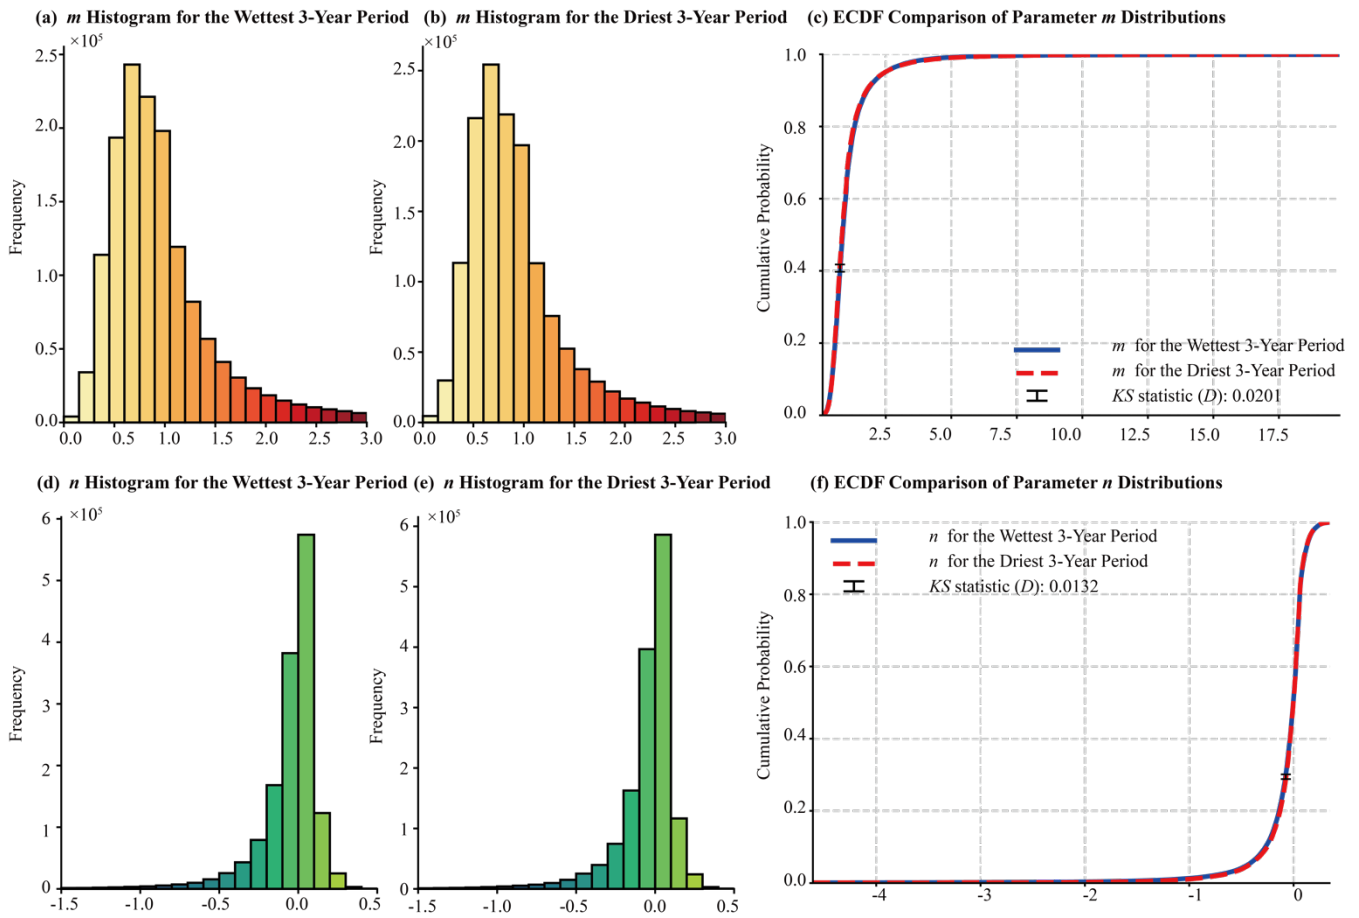 (a) m Histogram for the Wettest 3-Year Period
×10⁵
Frequency
2.5
2.0
1.5
1.0
0.5
0.0
0.0 0.5 1.0 1.5 2.0 2.5 3.0
(b) m Histogram for the Driest 3-Year Period
×10⁵
Frequency
2.5
2.0
1.5
1.0
0.5
0.0
0.0 0.5 1.0 1.5 2.0 2.5 3.0
(c) ECDF Comparison of Parameter m Distributions
Cumulative Probability
1.0
0.8
0.6
0.4
0.2
0.0
m for the Wettest 3-Year Period
m for the Driest 3-Year Period
KS statistic (D): 0.0201
2.5 5.0 7.5 10.0 12.5 15.0 17.5
(d) n Histogram for the Wettest 3-Year Period
×10⁵
Frequency
6
5
4
3
2
1
0
-1.5 -1.0 -0.5 0.0 0.5
(e) n Histogram for the Driest 3-Year Period
×10⁵
Frequency
6
5
4
3
2
1
0
-1.5 -1.0 -0.5 0.0 0.5
(f) ECDF Comparison of Parameter n Distributions
Cumulative Probability
1.0
0.8
0.6
0.4
0.2
0.0
n for the Wettest 3-Year Period
n for the Driest 3-Year Period
KS statistic (D): 0.0132
-4 -3 -2 -1 0